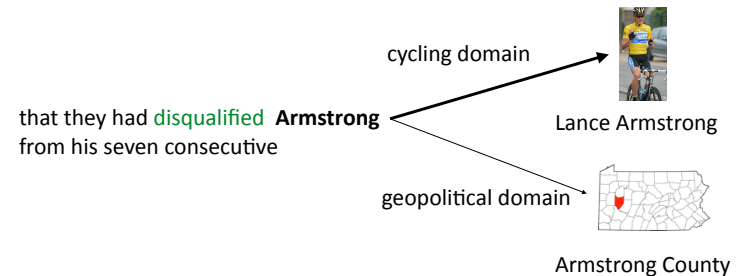 cycling domain
that they had disqualified Armstrong
from his seven consecutive
Lance Armstrong
geopolitical domain
Armstrong County